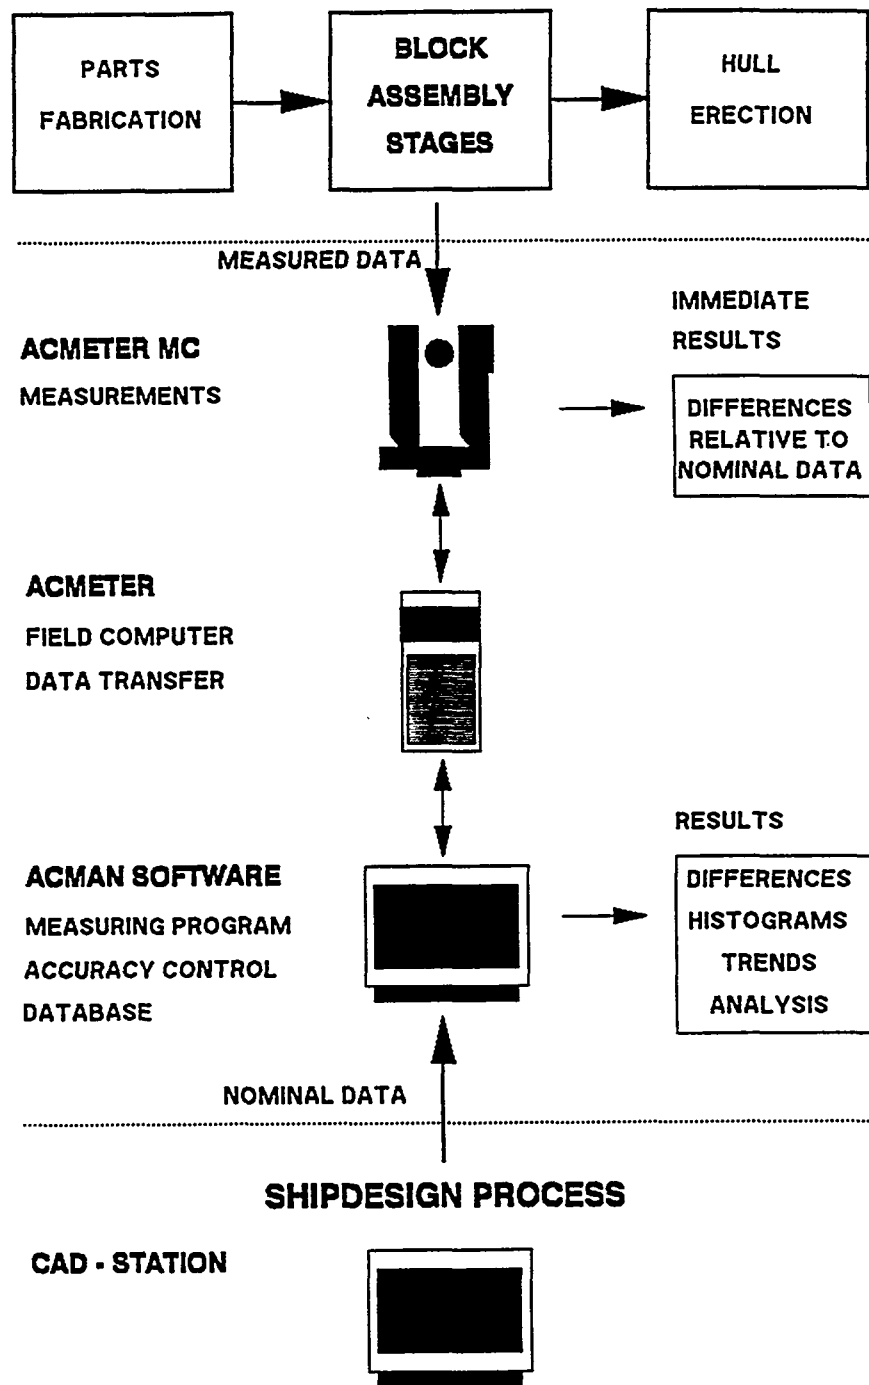 PARTS
FABRICATION
BLOCK
ASSEMBLY
STAGES
HULL
ERECTION
MEASURED DATA
IMMEDIATE
RESULTS
ACMETER MC
MEASUREMENTS
DIFFERENCES
RELATIVE TO
NOMINAL DATA
ACMETER
FIELD COMPUTER
DATA TRANSFER
RESULTS
ACMAN SOFTWARE
MEASURING PROGRAM
ACCURACY CONTROL
DATABASE
DIFFERENCES
HISTOGRAMS
TRENDS
ANALYSIS
NOMINAL DATA
SHIPDESIGN PROCESS
CAD - STATION